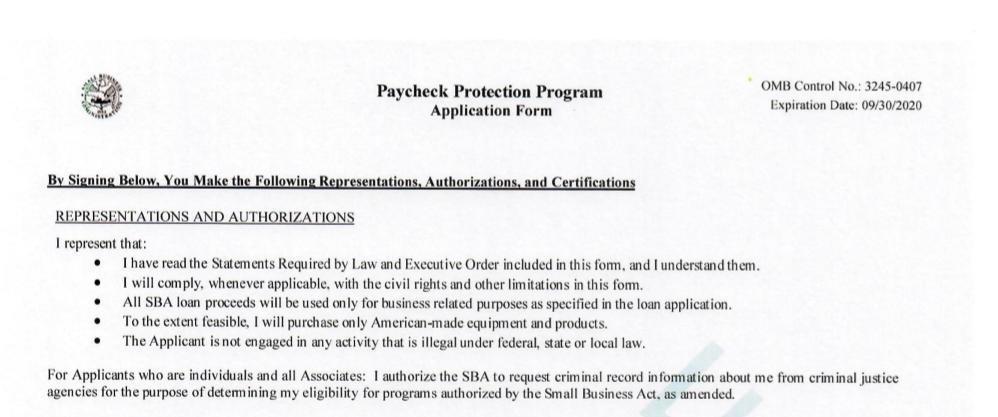 Paycheck Protection Program
Application Form
OMB Control No.: 3245-0407
Expiration Date: 09/30/2020
By Signing Below, You Make the Following Representations, Authorizations, and Certifications
REPRESENTATIONS AND AUTHORIZATIONS
I represent that:
• I have read the Statements Required by Law and Executive Order included in this form, and I understand them.
• I will comply, whenever applicable, with the civil rights and other limitations in this form.
• All SBA loan proceeds will be used only for business related purposes as specified in the loan application.
• To the extent feasible, I will purchase only American-made equipment and products.
• The Applicant is not engaged in any activity that is illegal under federal, state or local law.
For Applicants who are individuals and all Associates: I authorize the SBA to request criminal record information about me from criminal justice
agencies for the purpose of determining my eligibility for programs authorized by the Small Business Act, as amended.